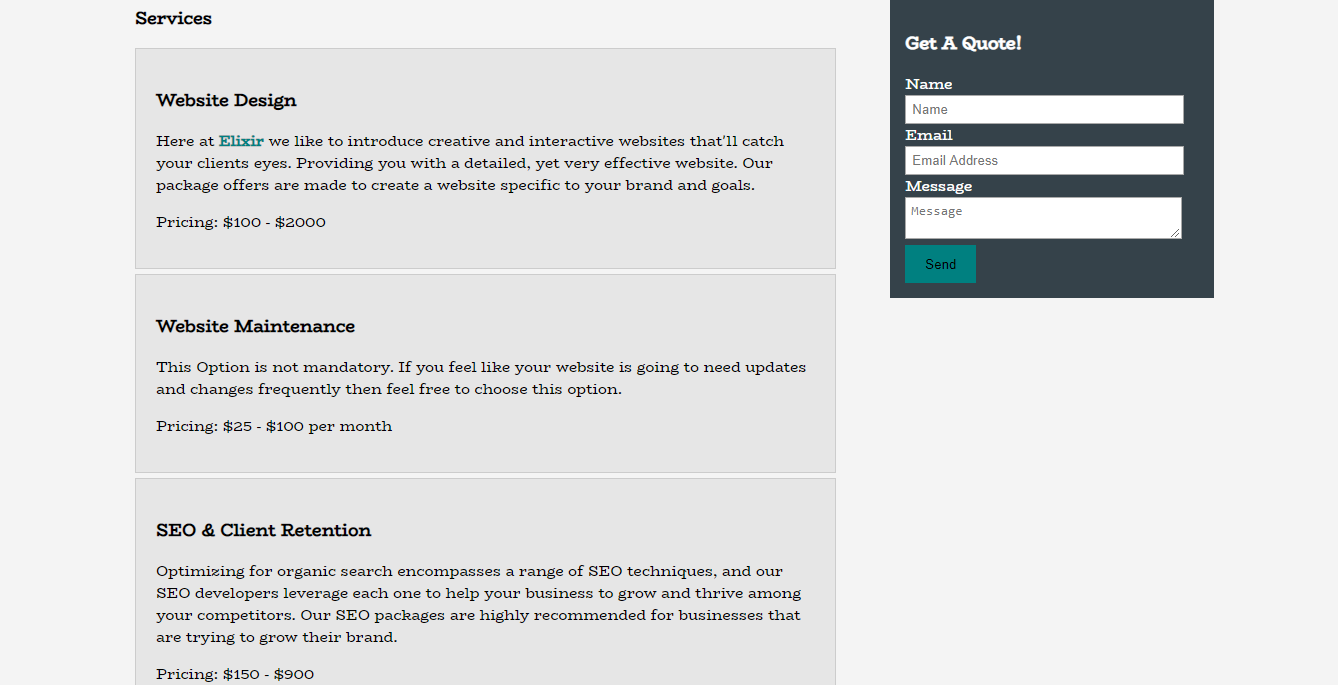 Services
Website Design
Here at Elixir we like to introduce creative and interactive websites that'll catch
your clients eyes. Providing you with a detailed, yet very effective website. Our
package offers are made to create a website specific to your brand and goals.
Pricing: $100 - $2000
Website Maintenance
This Option is not mandatory. If you feel like your website is going to need updates
and changes frequently then feel free to choose this option.
Pricing: $25 - $100 per month
SEO & Client Retention
Optimizing for organic search encompasses a range of SEO techniques, and our
SEO developers leverage each one to help your business to grow and thrive among
your competitors. Our SEO packages are highly recommended for businesses that
are trying to grow their brand.
Pricing: $150 - $900
Get A Quote!
Name
Name
Email
Email Address
Message
Message
Send